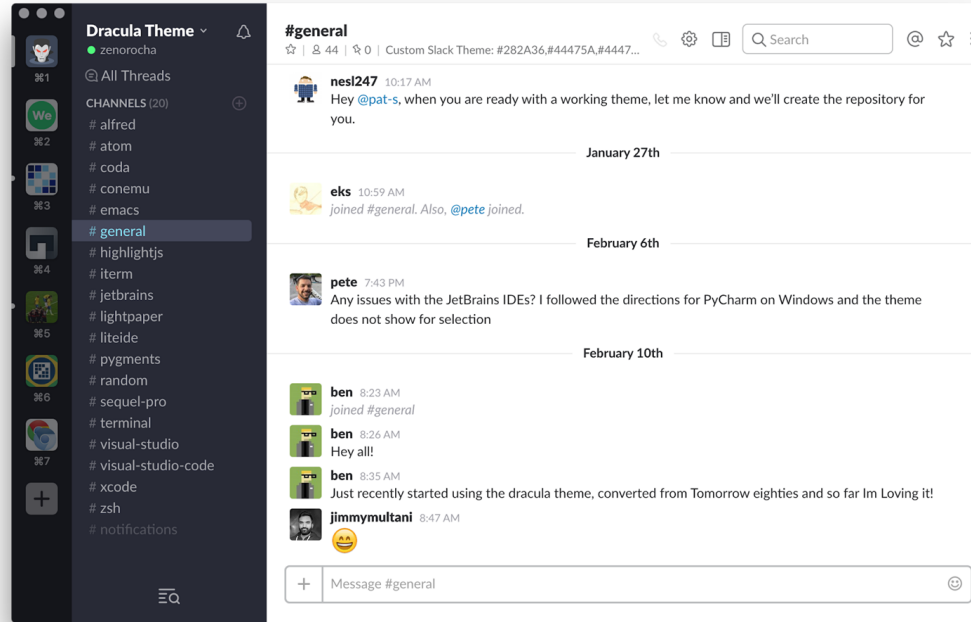 ⌘1
We
⌘2
⌘3
⌘4
⌘5
⌘6
⌘7
Dracula Theme
zenorocha
All Threads
CHANNELS (20)
# alfred
# atom
# coda
# conemu
# emacs
# general
# highlightjs
# iterm
# jetbrains
# lightpaper
# liteide
# pygments
# random
# sequel-pro
# terminal
# visual-studio
# visual-studio-code
# xcode
# zsh
# notifications
#general
44 | 0 | Custom Slack Theme: #282A36,#44475A,#4447...
Search
nesl247 10:17 AM
Hey @pat-s, when you are ready with a working theme, let me know and we'll create the repository for
you.
January 27th
eks 10:59 AM
joined #general. Also, @pete joined.
February 6th
pete 7:43 PM
Any issues with the JetBrains IDEs? I followed the directions for PyCharm on Windows and the theme
does not show for selection
February 10th
ben 8:23 AM
joined #general
ben 8:26 AM
Hey all!
ben 8:35 AM
Just recently started using the dracula theme, converted from Tomorrow eighties and so far Im Loving it!
jimmymultani 8:47 AM
Message #general